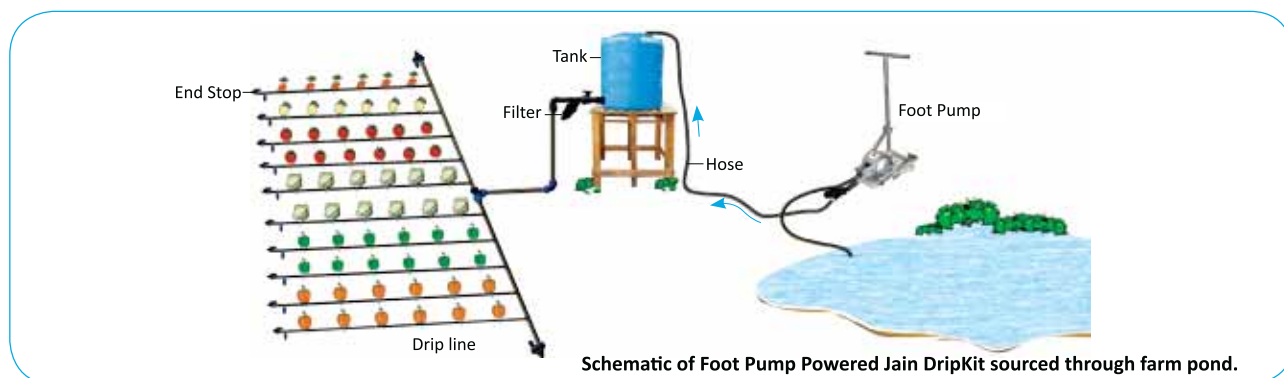 Tank
End Stop
Filter
Foot Pump
Hose
Drip line
Schematic of Foot Pump Powered Jain DripKit sourced through farm pond.